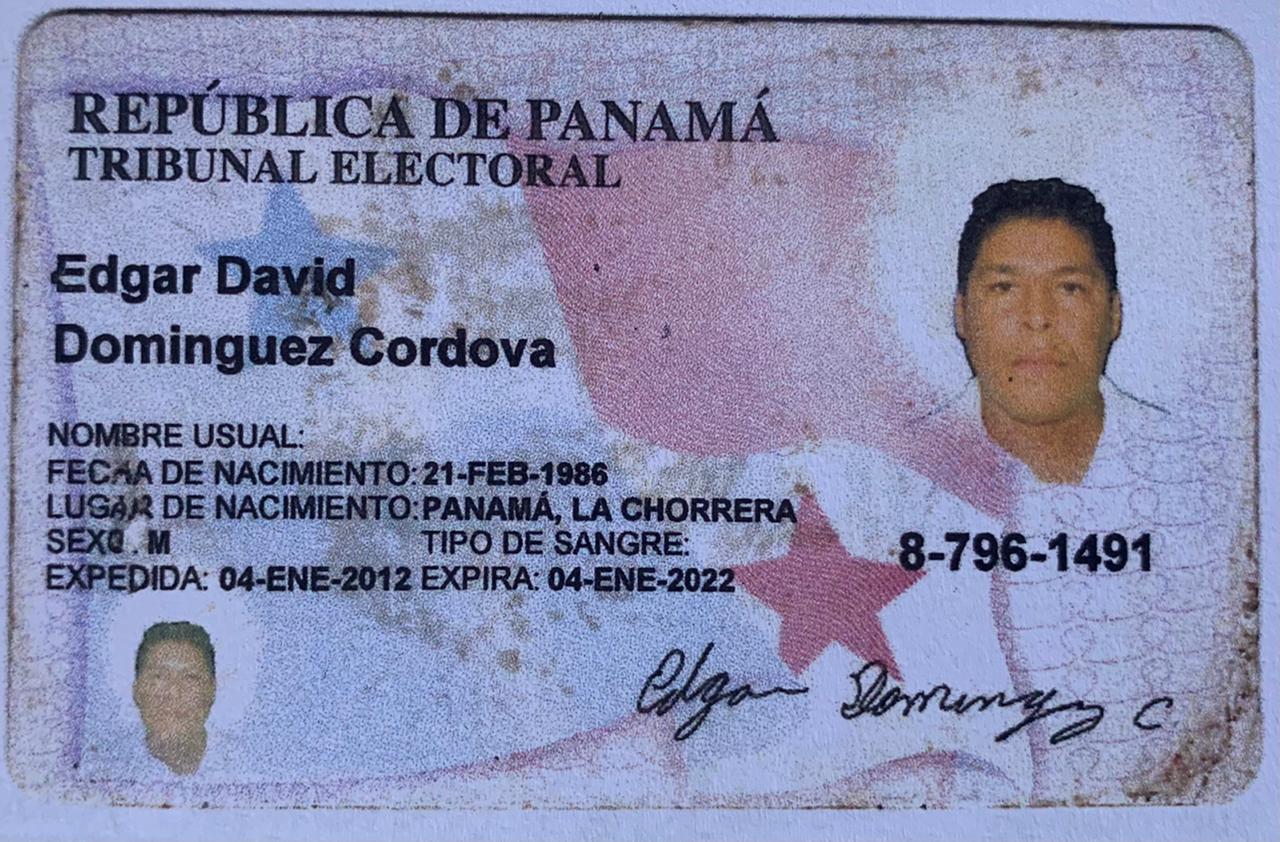 REPÚBLICA DE PANAMÁ
TRIBUNAL ELECTORAL
Edgar David
Dominguez Cordova
NOMBRE USUAL:
FECHA DE NACIMIENTO: 21-FEB-1986
LUGAR DE NACIMIENTO: PANAMÁ, LA CHORRERA
SEXO: M TIPO DE SANGRE:
EXPEDIDA: 04-ENE-2012 EXPIRA: 04-ENE-2022
8-796-1491
Edgar Dominguez C